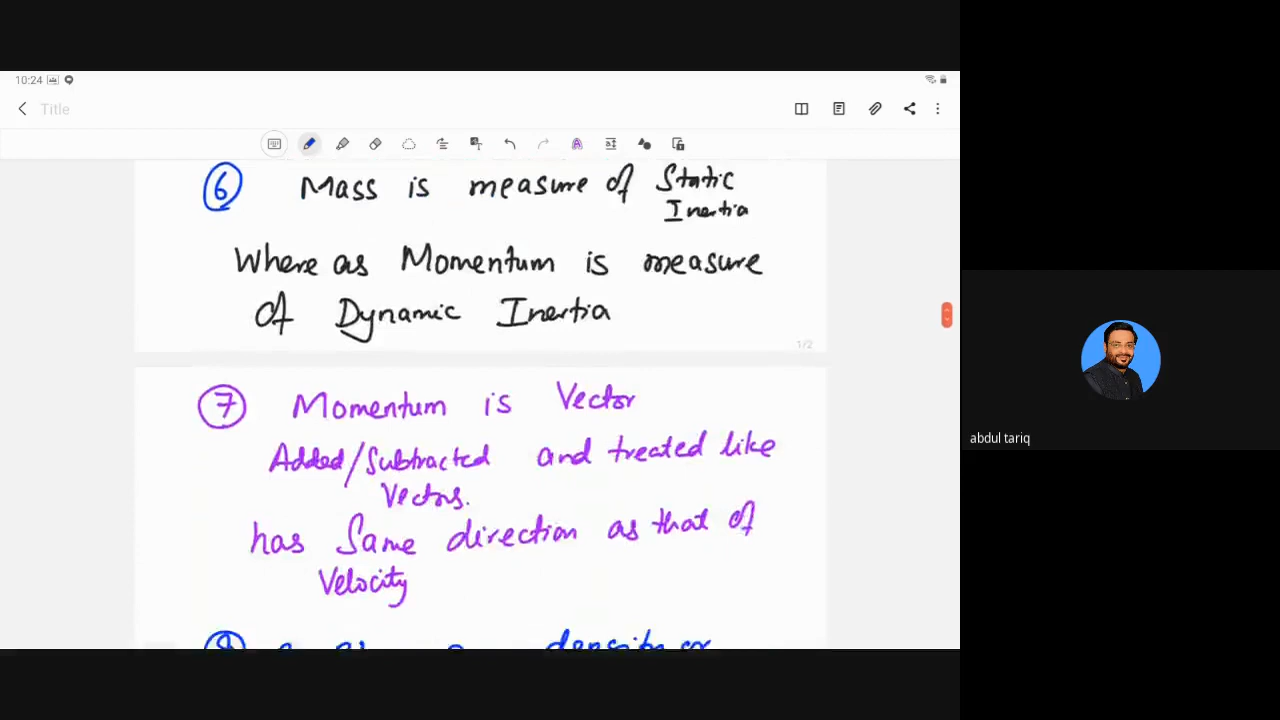 10:24
Title
6 Mass is measure of Static
Inertia
Where as Momentum is measure
of Dynamic Inertia
1/2
7 Momentum is Vector
Added/Subtracted and treated like
Vectors.
has Same direction as that of
Velocity
density or
abdul tariq